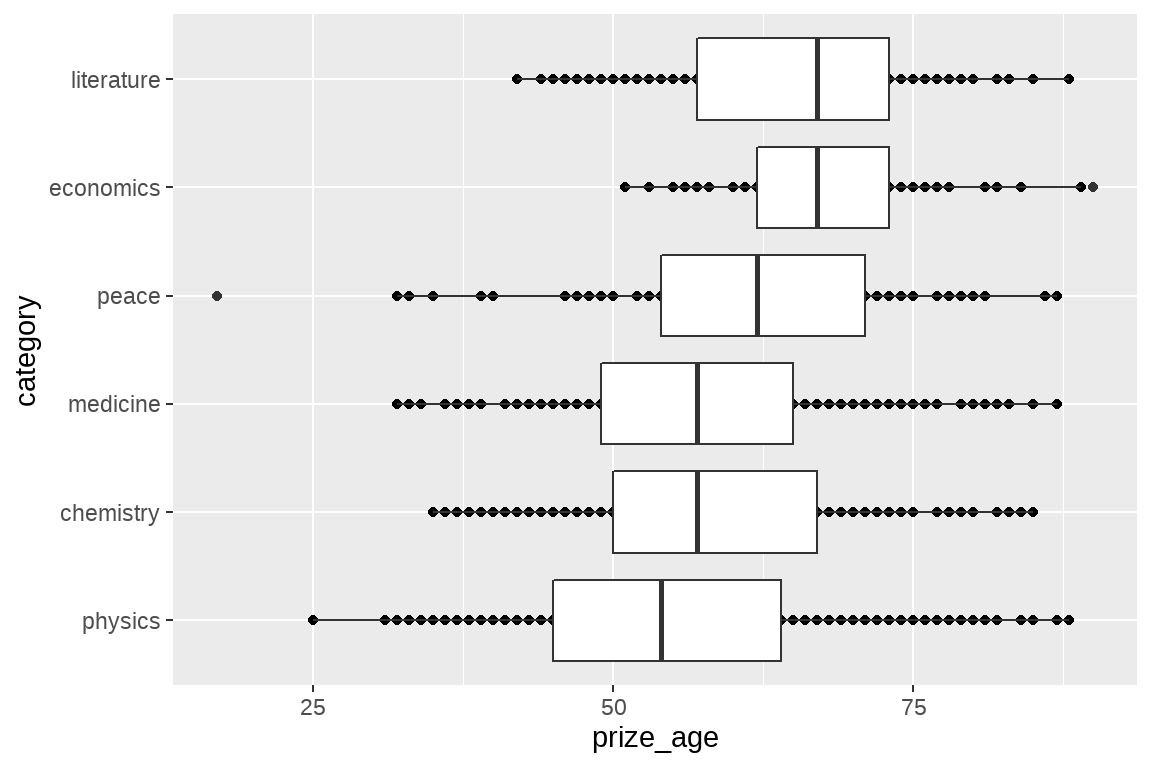 literature
economics
peace
medicine
chemistry
physics
category
25
50
75
prize_age